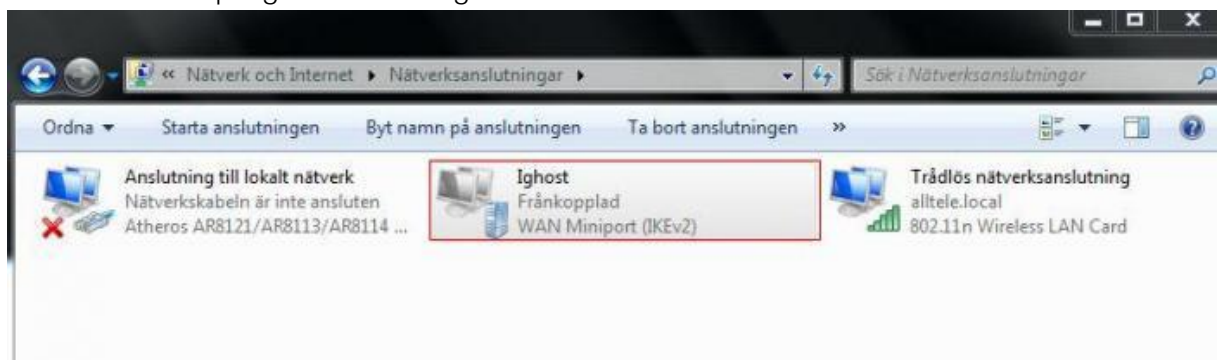 « Nätverk och Internet ▸ Nätverksanslutningar ▸
Sök i Nätverksanslutningar
Ordna ▾ Starta anslutningen Byt namn på anslutningen Ta bort anslutningen »
Anslutning till lokalt nätverk
Nätverkskabeln är inte ansluten
Atheros AR8121/AR8113/AR8114 ...
Ighost
Frånkopplad
WAN Miniport (IKEv2)
Trådlös nätverksanslutning
alltele.local
802.11n Wireless LAN Card